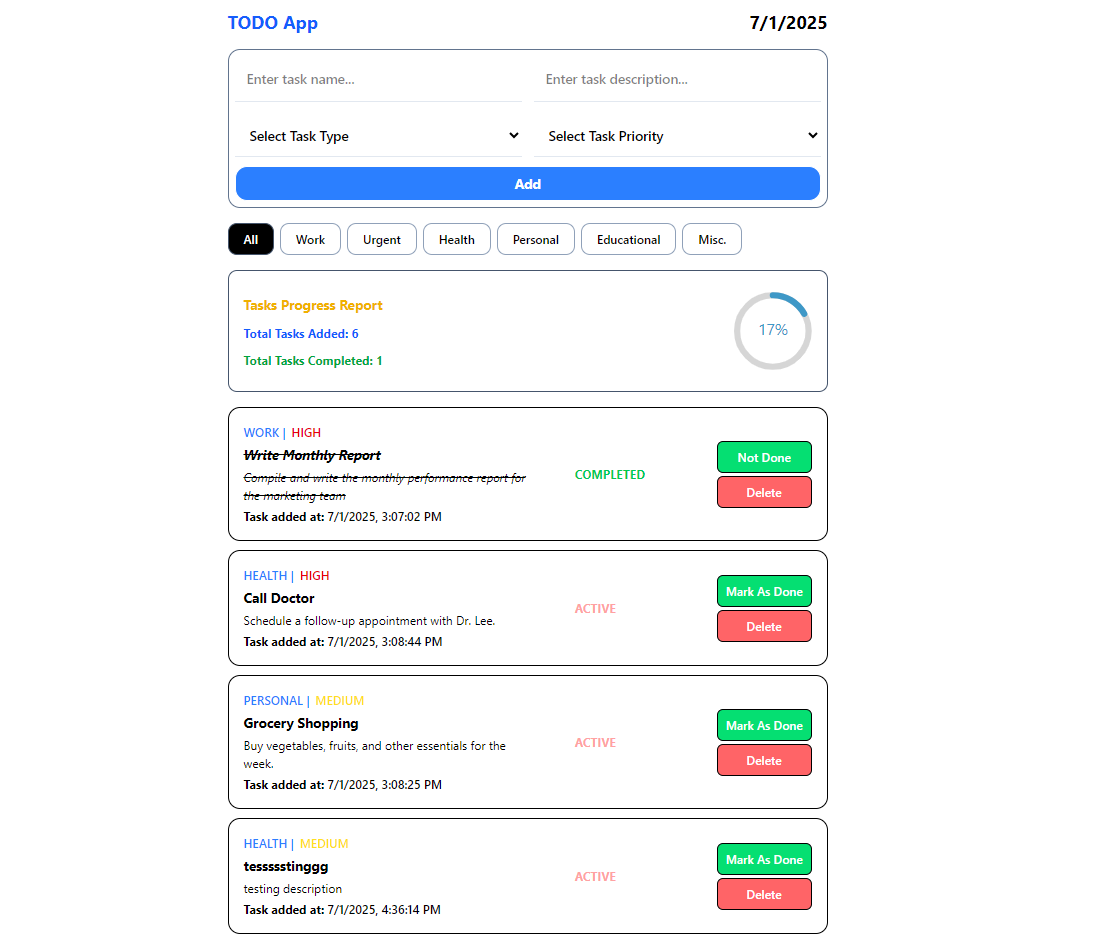 TODO App 7/1/2025
Enter task name... Enter task description...
Select Task Type Select Task Priority
Add
All Work Urgent Health Personal Educational Misc.
Tasks Progress Report
Total Tasks Added: 6
Total Tasks Completed: 1
17%
WORK | HIGH
Write Monthly Report
Compile and write the monthly performance report for
the marketing team
Task added at: 7/1/2025, 3:07:02 PM
COMPLETED
Not Done
Delete
HEALTH | HIGH
Call Doctor
Schedule a follow-up appointment with Dr. Lee.
Task added at: 7/1/2025, 3:08:44 PM
ACTIVE
Mark As Done
Delete
PERSONAL | MEDIUM
Grocery Shopping
Buy vegetables, fruits, and other essentials for the
week.
Task added at: 7/1/2025, 3:08:25 PM
ACTIVE
Mark As Done
Delete
HEALTH | MEDIUM
tessssstinggg
testing description
Task added at: 7/1/2025, 4:36:14 PM
ACTIVE
Mark As Done
Delete